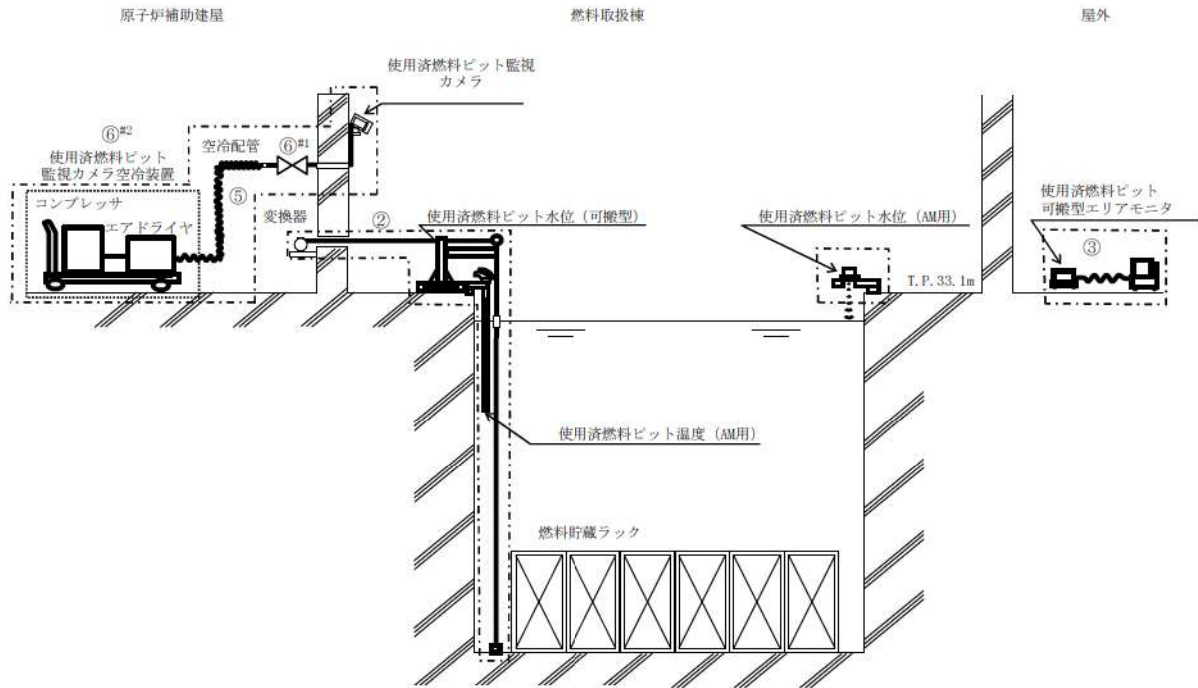 原子炉補助建屋
燃料取扱棟
屋外
使用済燃料ピット監視
カメラ
⑥#2
使用済燃料ピット
監視カメラ空冷装置
空冷配管
⑥#1
コンプレッサ
エアドライヤ
⑤
変換器
②
使用済燃料ピット水位（可搬型）
使用済燃料ピット水位（AM用）
T.P.33.1m
使用済燃料ピット
可搬型エリアモニタ
③
使用済燃料ピット温度（AM用）
燃料貯蔵ラック